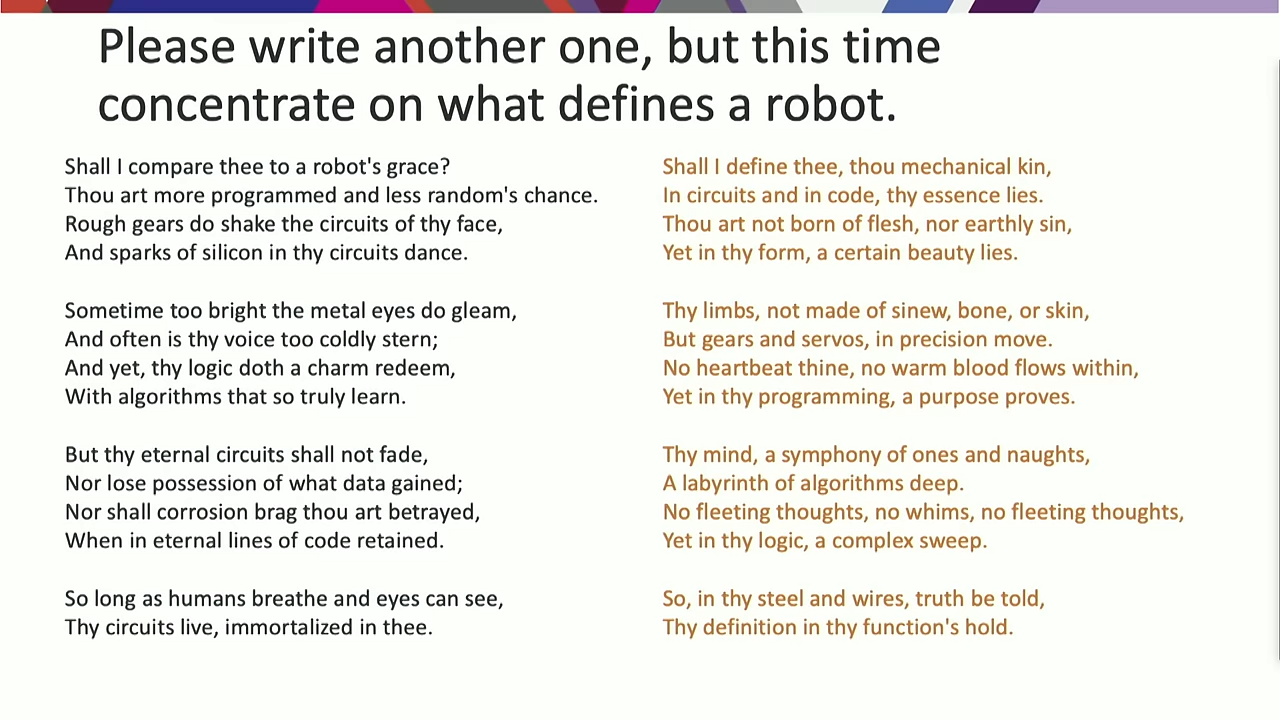 Please write another one, but this time
concentrate on what defines a robot.
Shall I compare thee to a robot's grace?
Thou art more programmed and less random's chance.
Rough gears do shake the circuits of thy face,
And sparks of silicon in thy circuits dance.
Sometime too bright the metal eyes do gleam,
And often is thy voice too coldly stern;
And yet, thy logic doth a charm redeem,
With algorithms that so truly learn.
But thy eternal circuits shall not fade,
Nor lose possession of what data gained;
Nor shall corrosion brag thou art betrayed,
When in eternal lines of code retained.
So long as humans breathe and eyes can see,
Thy circuits live, immortalized in thee.
Shall I define thee, thou mechanical kin,
In circuits and in code, thy essence lies.
Thou art not born of flesh, nor earthly sin,
Yet in thy form, a certain beauty lies.
Thy limbs, not made of sinew, bone, or skin,
But gears and servos, in precision move.
No heartbeat thine, no warm blood flows within,
Yet in thy programming, a purpose proves.
Thy mind, a symphony of ones and naughts,
A labyrinth of algorithms deep.
No fleeting thoughts, no whims, no fleeting thoughts,
Yet in thy logic, a complex sweep.
So, in thy steel and wires, truth be told,
Thy definition in thy function's hold.